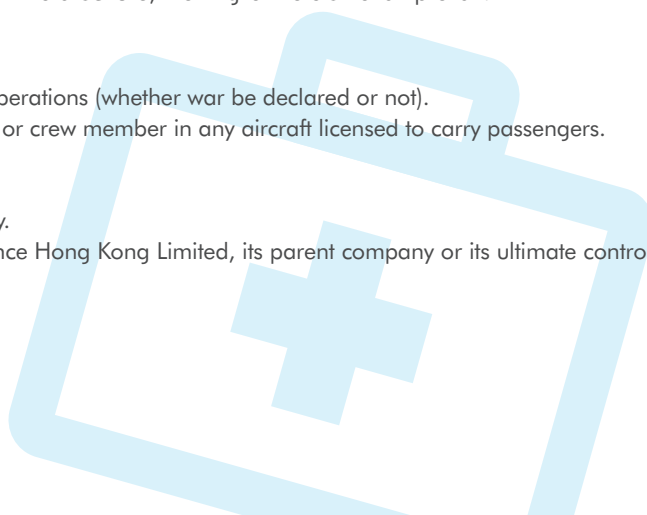 perations (whether war be declared or not).
or crew member in any aircraft licensed to carry passengers.
y.
nce Hong Kong Limited, its parent company or its ultimate contro